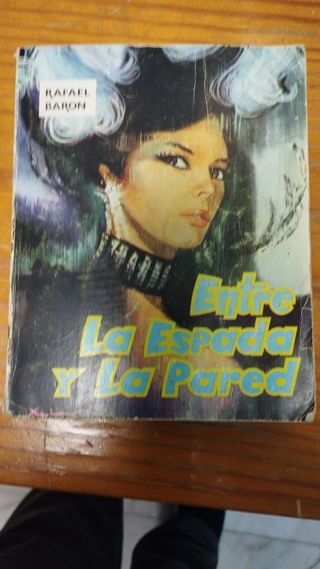 RAFAEL
BARON
Entre
La Espada
y La Pared